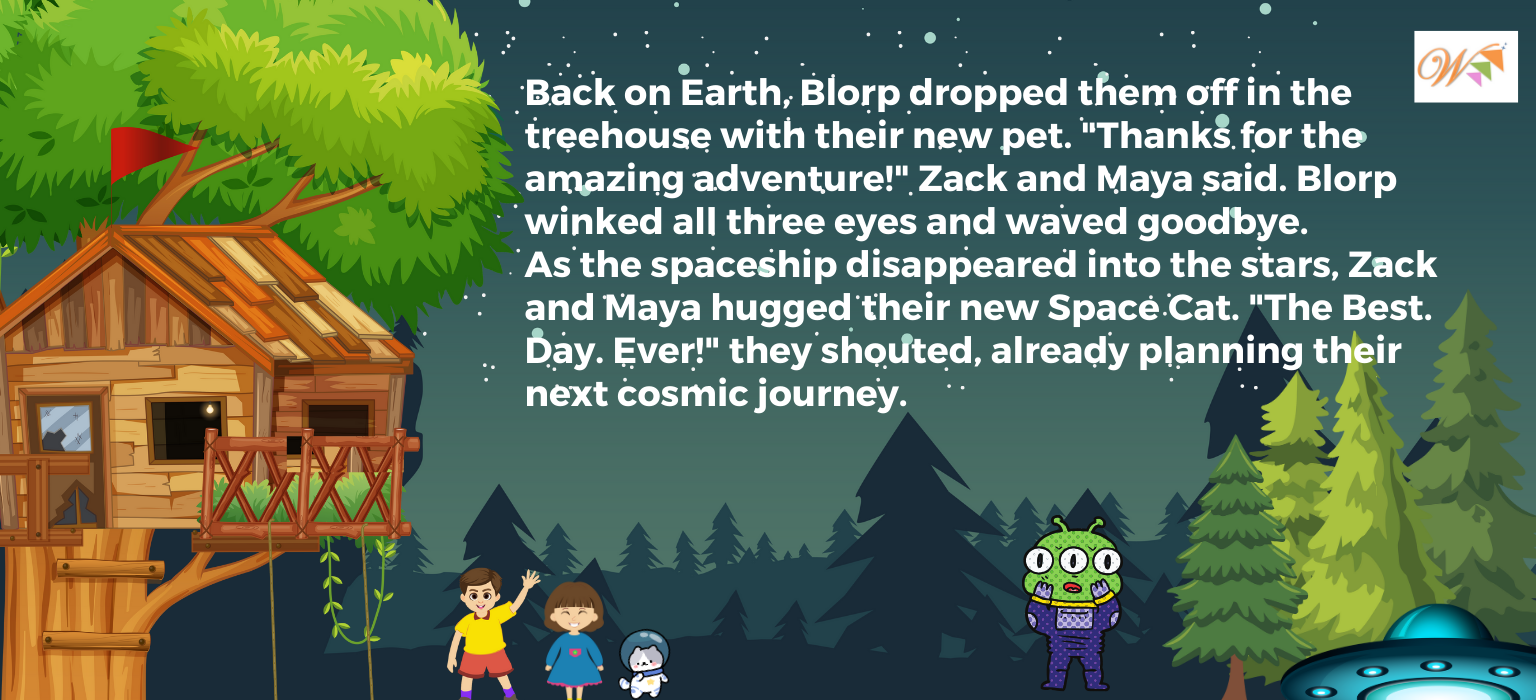 Back on Earth, Blorp dropped them off in the
treehouse with their new pet. "Thanks for the
amazing adventure!" Zack and Maya said. Blorp
winked all three eyes and waved goodbye.
As the spaceship disappeared into the stars, Zack
and Maya hugged their new Space Cat. "The Best.
Day. Ever!" they shouted, already planning their
next cosmic journey.
W